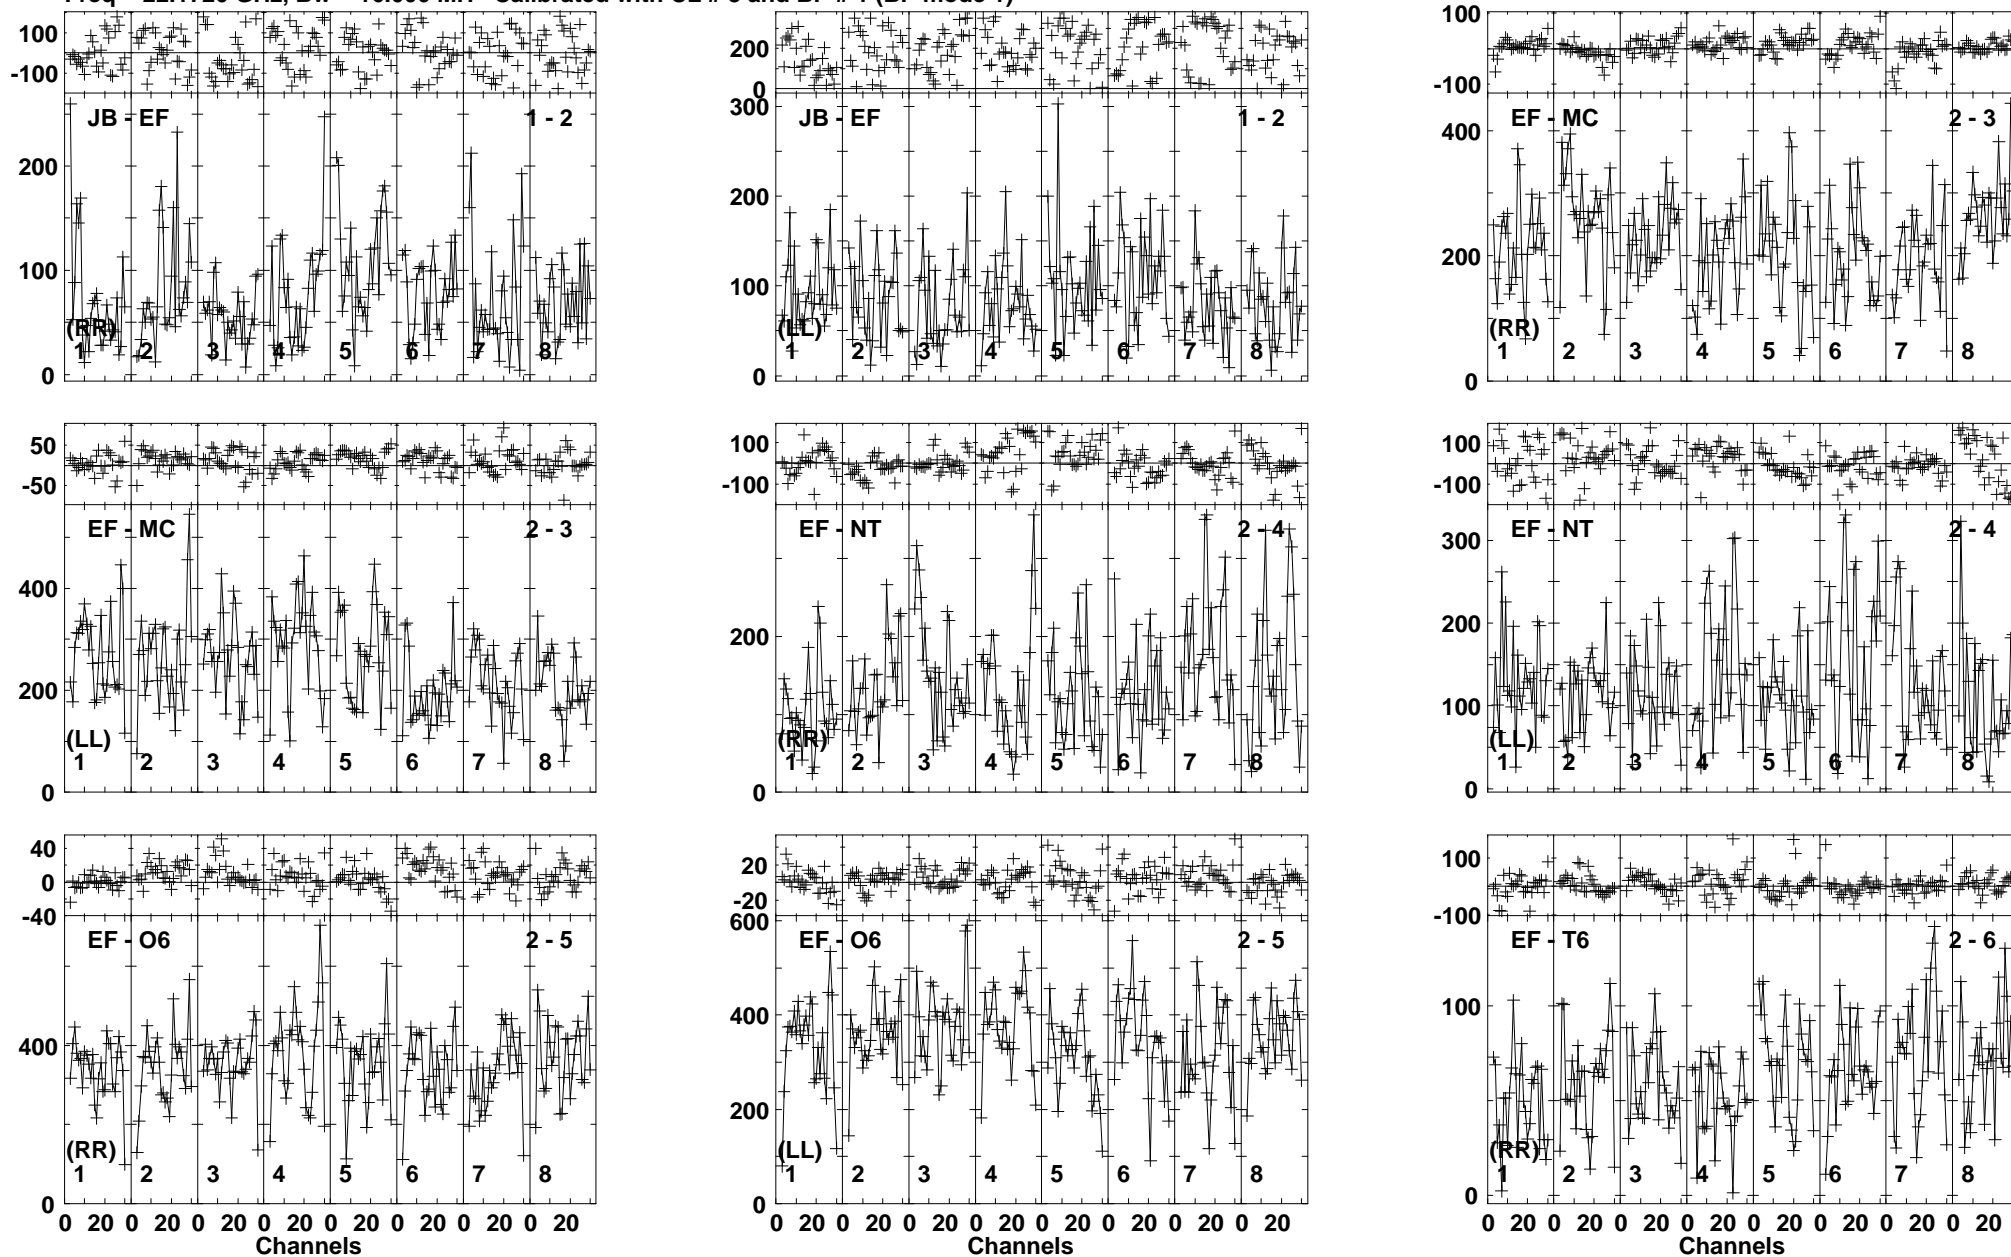 100 -100 200 0 100 -100
JB - EF 1 - 2 JB - EF 1 - 2 EF - MC 2 - 3
200 100 0 300 200 100 0 400 200 0
(RR) (LL) (RR)
1 2 3 4 5 6 7 8 1 2 3 4 5 6 7 8 1 2 3 4 5 6 7 8
50 -50 100 -100 100 -100
EF - MC 2 - 3 EF - NT 2 - 4 EF - NT 2 - 4
400 200 0 200 0 300 200 100 0
(LL) (RR) (LL)
1 2 3 4 5 6 7 8 1 2 3 4 5 6 7 8 1 2 3 4 5 6 7 8
40 0 -40 20 -20 100 -100
EF - O6 2 - 5 EF - O6 2 - 5 EF - T6 2 - 6
400 200 0 600 400 200 0 100 0
(RR) (LL) (RR)
1 2 3 4 5 6 7 8 1 2 3 4 5 6 7 8 1 2 3 4 5 6 7 8
0 20 0 20 0 20 0 20 0 20 0 20 0 20 0 20 0 20 0 20 0 20 0 20 0 20 0 20 0 20 0 20 0 20 0 20 0 20 0 20 0 20 0 20 0 20 0 20
Channels Channels